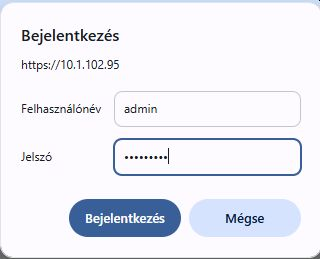 Bejelentkezés
https://10.1.102.95
Felhasználónév admin
Jelszó •••••••••
Bejelentkezés Mégse